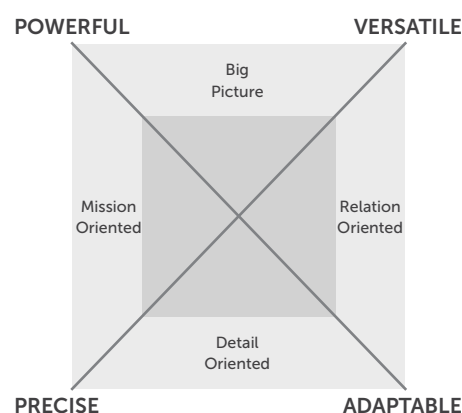 POWERFUL
VERSATILE
Big
Picture
Mission
Oriented
Relation
Oriented
Detail
Oriented
PRECISE
ADAPTABLE